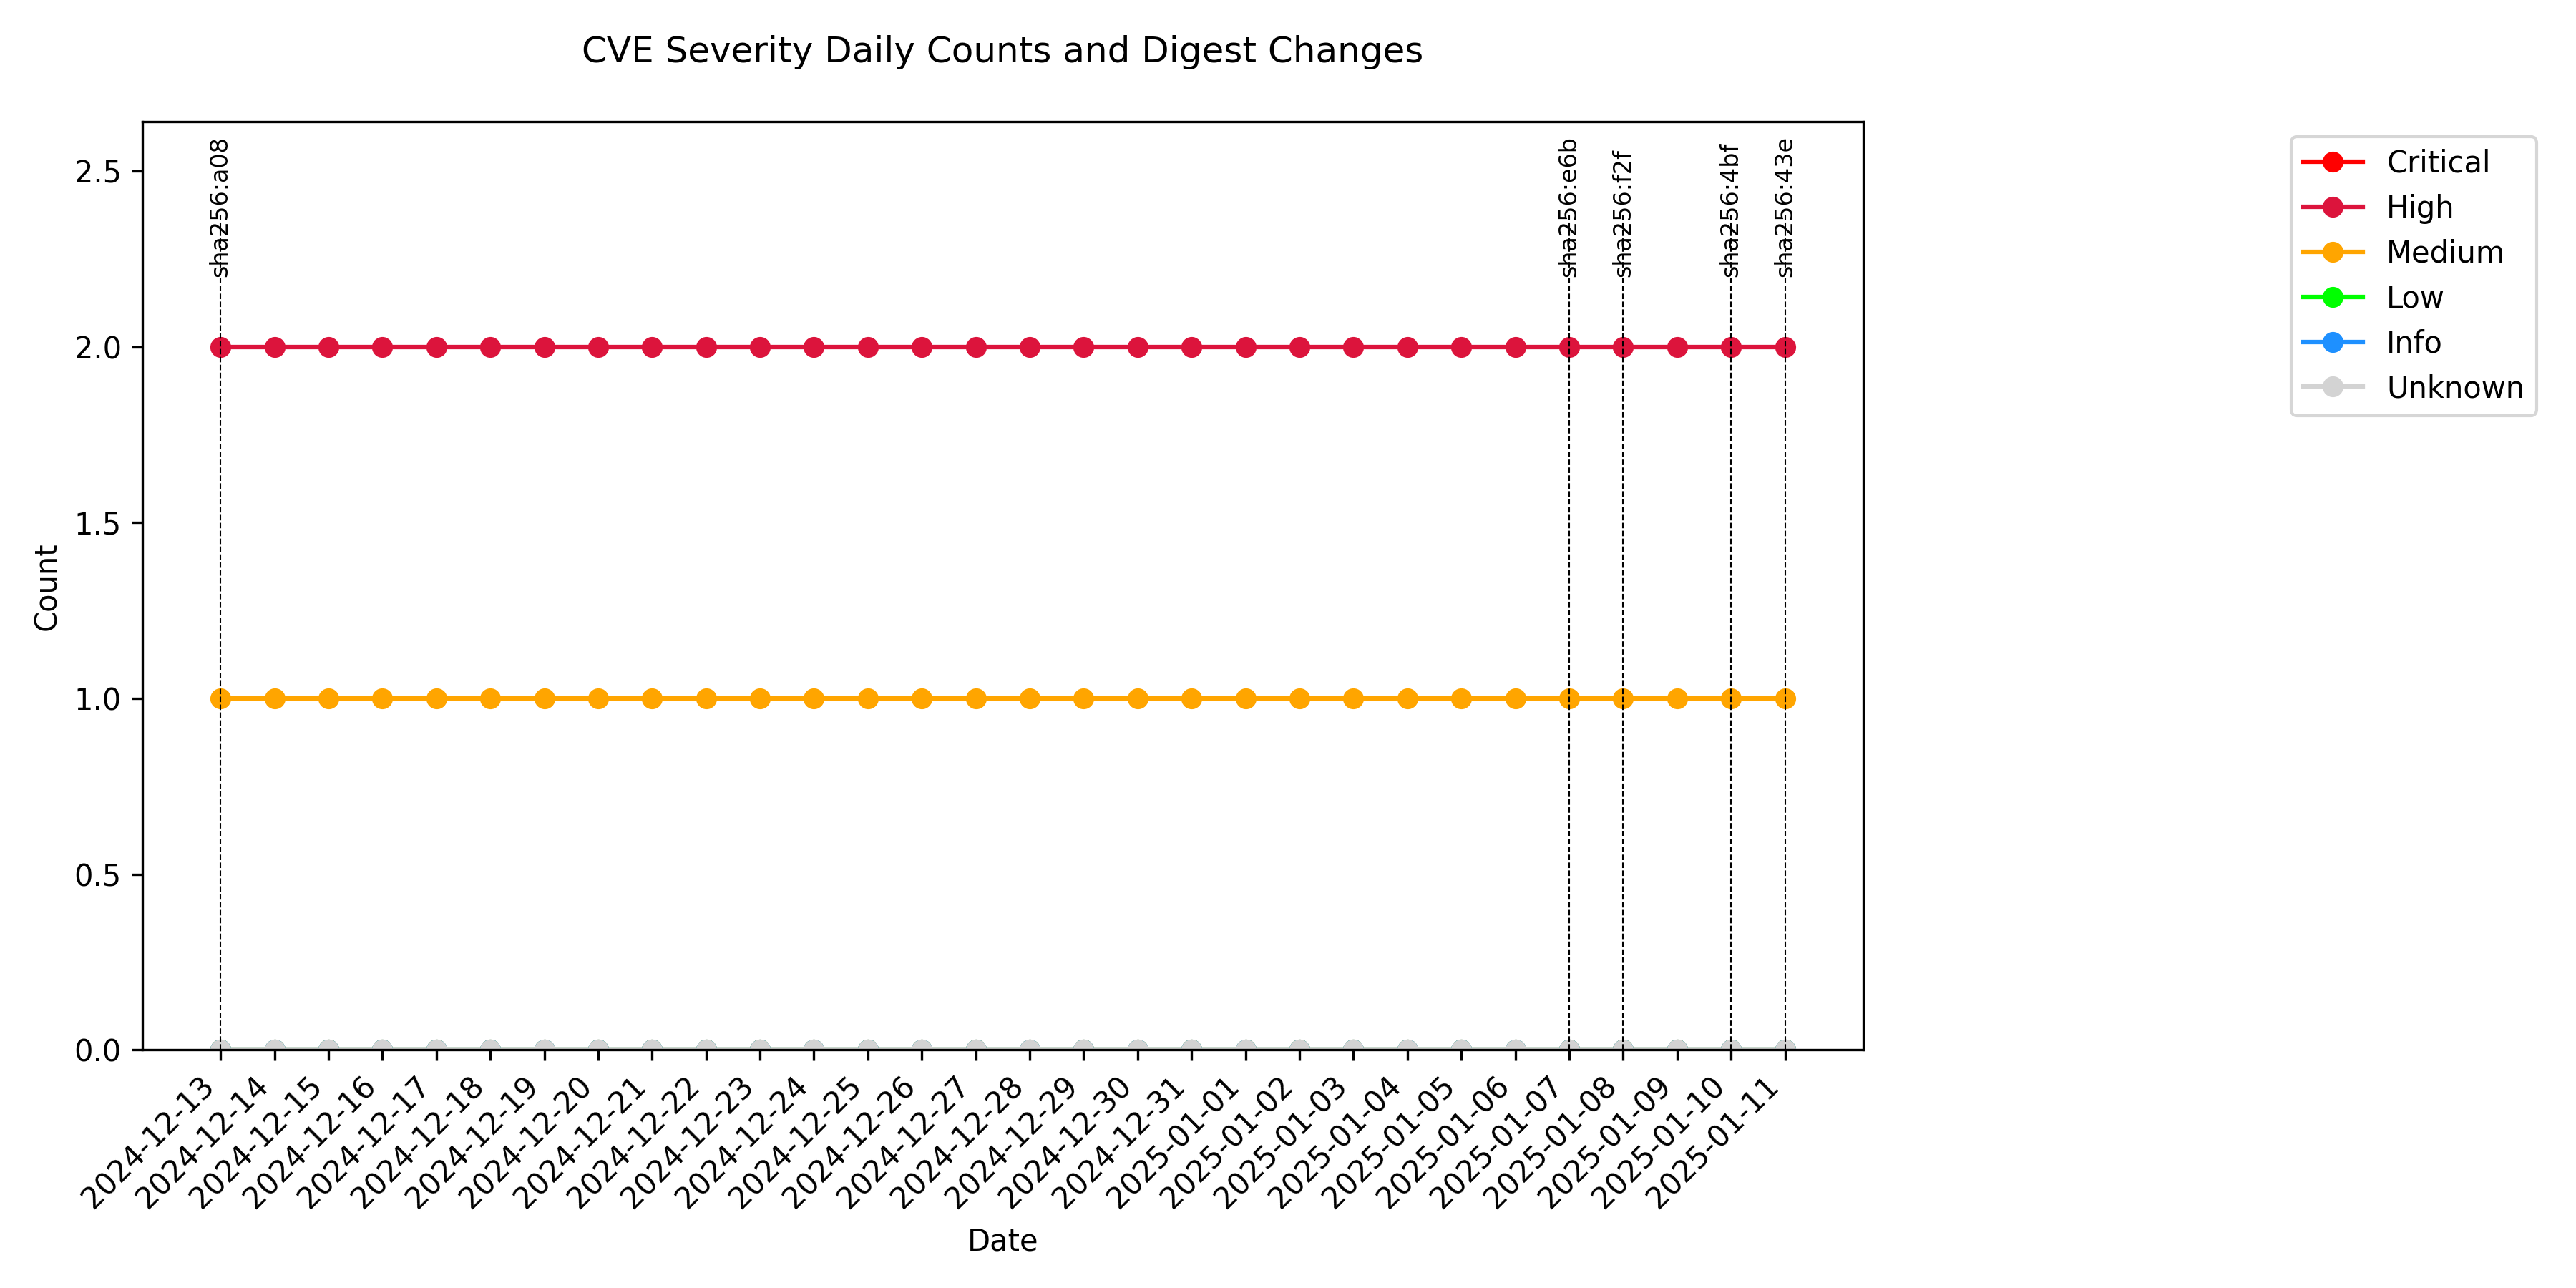 CVE Severity Daily Counts and Digest Changes
sha256:a08
sha256:e6b
sha256:f2f
sha256:4bf
sha256:43e
Critical
High
Medium
Low
Info
Unknown
2.5
2.0
1.5
1.0
0.5
0.0
Count
2024-12-13
2024-12-14
2024-12-15
2024-12-16
2024-12-17
2024-12-18
2024-12-19
2024-12-20
2024-12-21
2024-12-22
2024-12-23
2024-12-24
2024-12-25
2024-12-26
2024-12-27
2024-12-28
2024-12-29
2024-12-30
2024-12-31
2025-01-01
2025-01-02
2025-01-03
2025-01-04
2025-01-05
2025-01-06
2025-01-07
2025-01-08
2025-01-09
2025-01-10
2025-01-11
Date